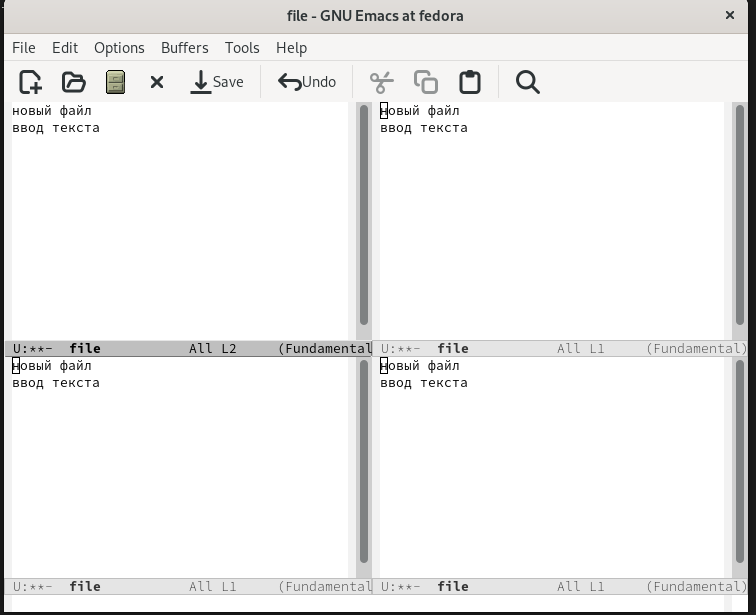 file - GNU Emacs at fedora
File Edit Options Buffers Tools Help
Save Undo
новый файл
ввод текста
U:**- file All L2 (Fundamental
новый файл
ввод текста
U:**- file All L1 (Fundamental)
новый файл
ввод текста
U:**- file All L1 (Fundamental
новый файл
ввод текста
U:**- file All L1 (Fundamental)